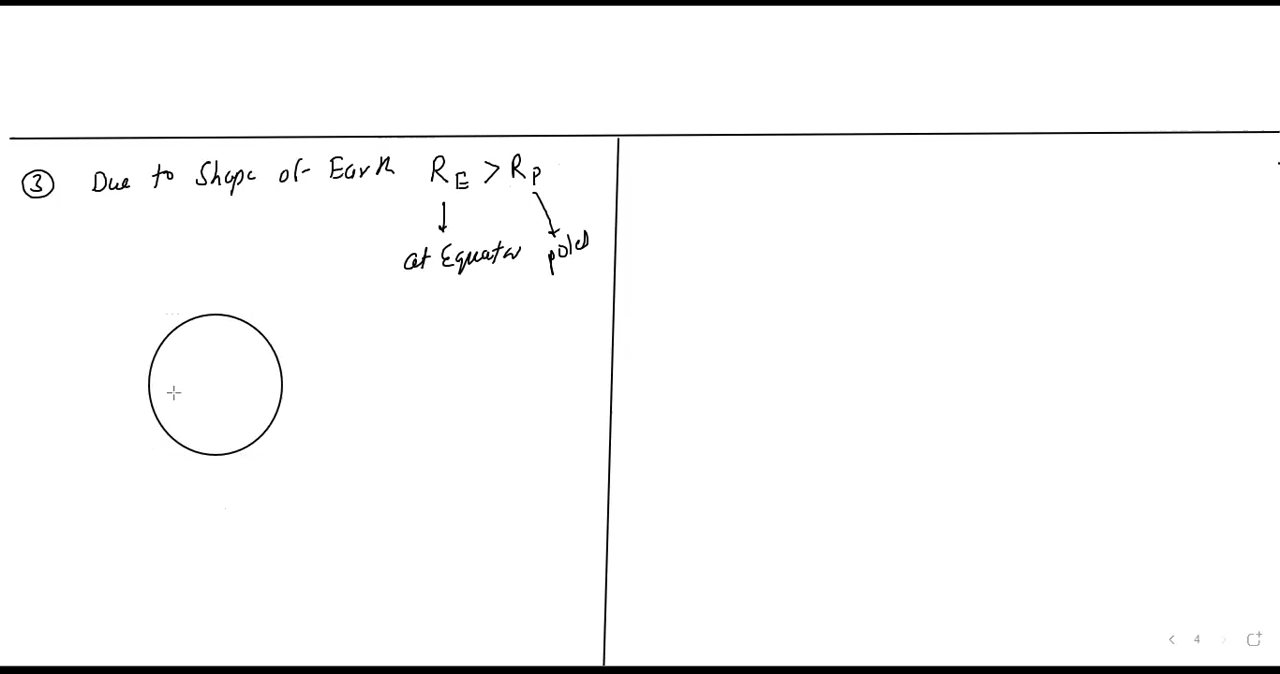 ③ Due to Shape of Earth R_E > R_P
at Equator poles
< 4 >